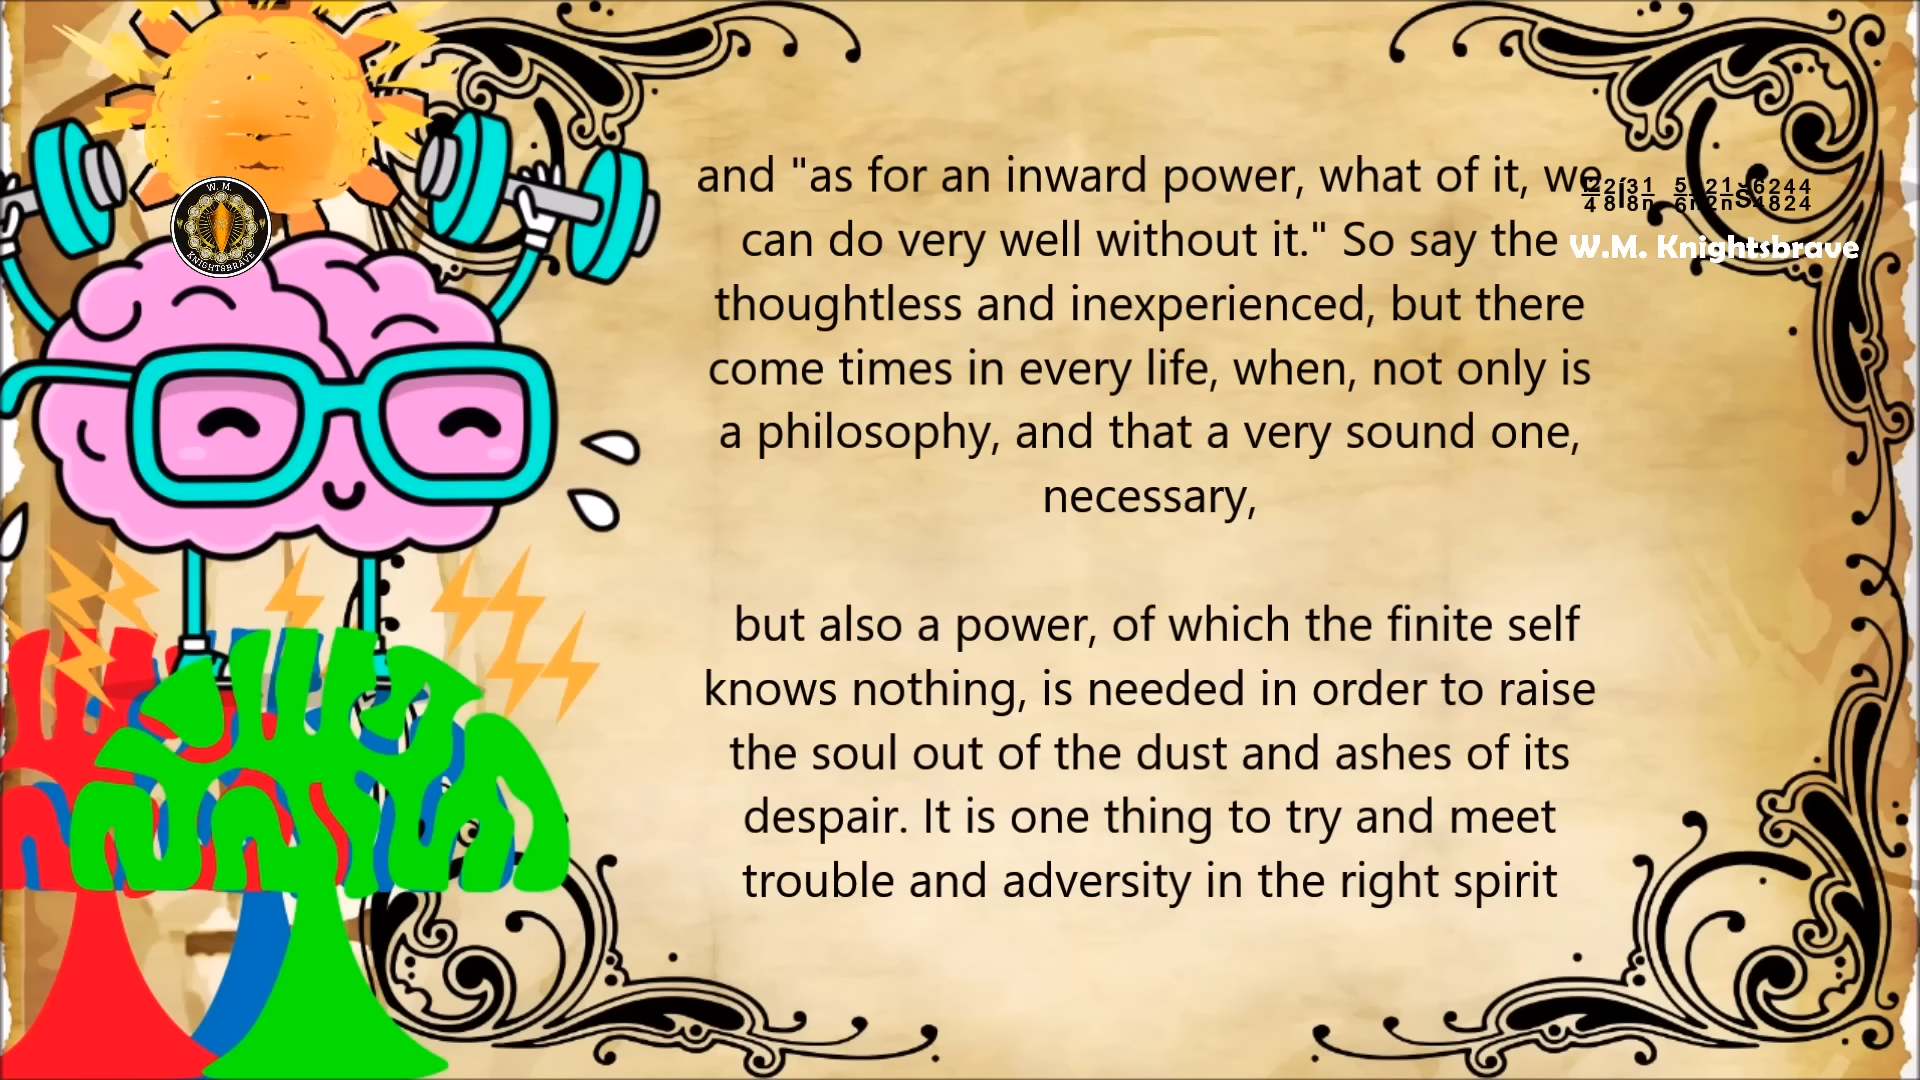 and "as for an inward power, what of it, we
can do very well without it." So say the
thoughtless and inexperienced, but there
come times in every life, when, not only is
a philosophy, and that a very sound one,
necessary,
but also a power, of which the finite self
knows nothing, is needed in order to raise
the soul out of the dust and ashes of its
despair. It is one thing to try and meet
trouble and adversity in the right spirit
W.M. Knightsbrave
W. M.
KNIGHTSBRAVE